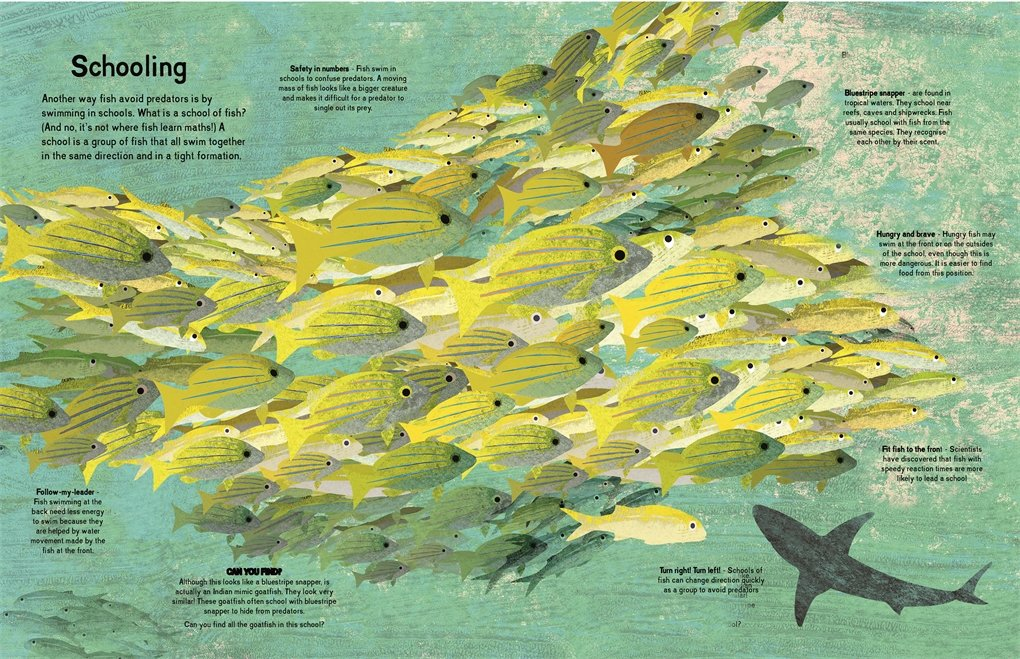 Schooling
Another way fish avoid predators is by
swimming in schools. What is a school of fish?
(And no, it's not where fish learn maths!) A
school is a group of fish that all swim together
in the same direction and in a tight formation.
Safety in numbers - Fish swim in
schools to confuse predators. A moving
mass of fish looks like a bigger creature
and makes it difficult for a predator to
single out its prey.
Bluestripe snapper - are found in
tropical waters. They school near
reefs, caves and shipwrecks. Fish
usually school with fish from the
same species. They recognise
each other by their scent.
Hungry and brave - Hungry fish may
swim at the front or on the outsides
of the school, even though this is
more dangerous. It is easier to find
food from this position.
Fit fish to the front - Scientists
have discovered that fish with
speedy reaction times are more
likely to lead a school
Follow-my-leader -
Fish swimming at the
back need less energy
to swim because they
are helped by water
movement made by the
fish at the front.
CAN YOU FIND?
Although this looks like a bluestripe snapper, is
actually an Indian mimic goatfish. They look very
similar! These goatfish often school with bluestripe
snapper to hide from predators.
Can you find all the goatfish in this school?
Turn right! Turn left! - Schools of
fish can change direction quickly
as a group to avoid predators